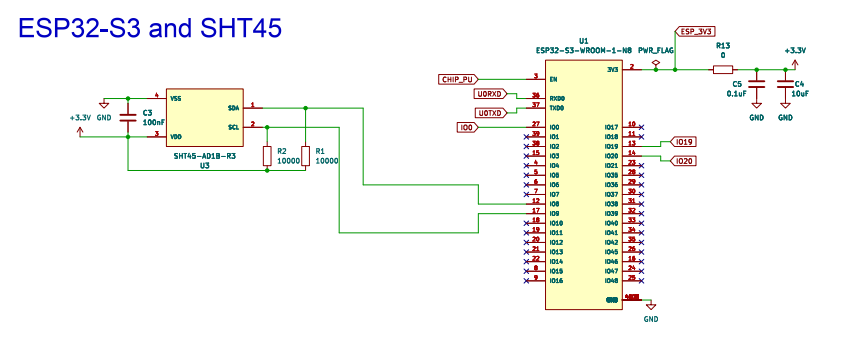 ESP32-S3 and SHT45
U1
ESP32-S3-WROOM-1-N8
PWR_FLAG
ESP_3V3
R13
0
+3.3V
3V3 2
C5
0.1uF
C4
10uF
GND
GND
CHIP_PU 3 EN
U0RXD 36 RXD0
U0TXD 37 TXD0
IO0 27 IO0
39 IO1
38 IO2
15 IO3
4 IO4
5 IO5
6 IO6
7 IO7
12 IO8
17 IO9
18 IO10
19 IO11
20 IO12
21 IO13
22 IO14
8 IO15
9 IO16
IO17 10
IO18 11
IO19 13 IO19
IO20 14 IO20
IO21 23
IO35 28
IO36 29
IO37 30
IO38 31
IO39 32
IO40 33
IO41 34
IO42 35
IO45 26
IO46 16
IO47 24
IO48 25
GND
GND
+3.3V
GND
C3
100nF
4 VSS
3 VDD
SDA 1
SCL 2
SHT45-AD1B-R3
U3
R2
10000
R1
10000